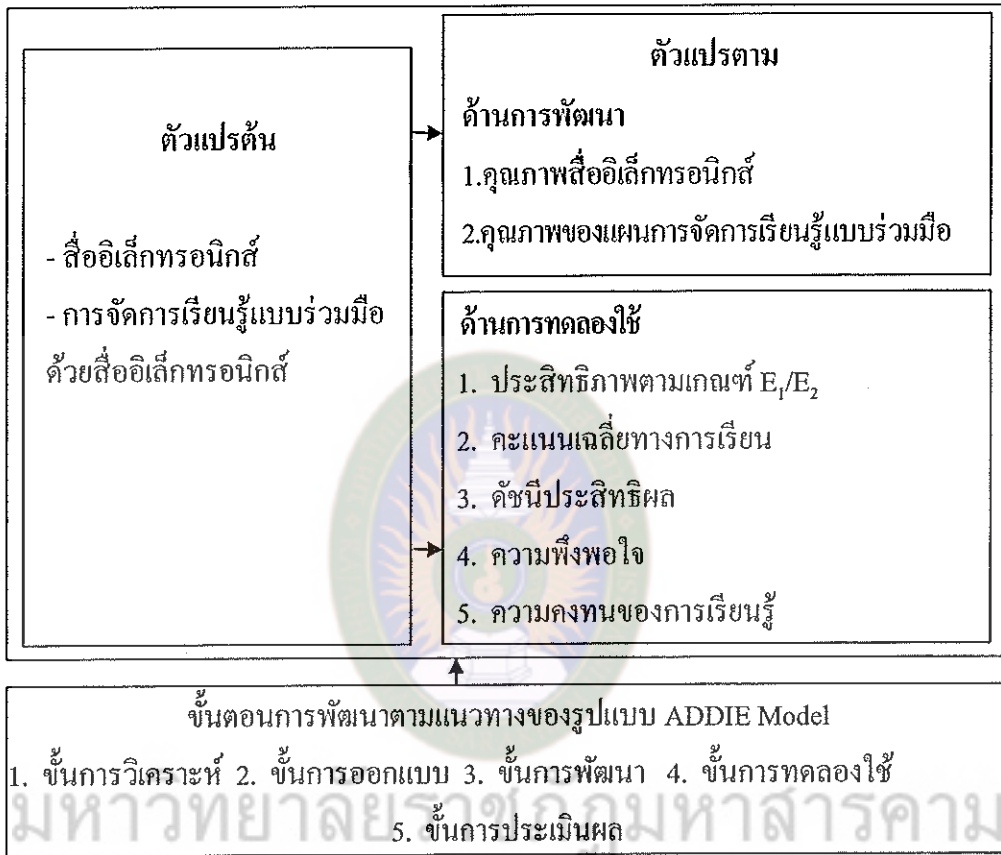 ตัวแปรต้น
- สื่ออิเล็กทรอนิกส์
- การจัดการเรียนรู้แบบร่วมมือ
ด้วยสื่ออิเล็กทรอนิกส์
ตัวแปรตาม
ด้านการพัฒนา
1.คุณภาพสื่ออิเล็กทรอนิกส์
2.คุณภาพของแผนการจัดการเรียนรู้แบบร่วมมือ
ด้านการทดลองใช้
1. ประสิทธิภาพตามเกณฑ์ E₁/E₂
2. คะแนนเฉลี่ยทางการเรียน
3. ดัชนีประสิทธิผล
4. ความพึงพอใจ
5. ความคงทนของการเรียนรู้
ขั้นตอนการพัฒนาตามแนวทางของรูปแบบ ADDIE Model
1. ขั้นการวิเคราะห์ 2. ขั้นการออกแบบ 3. ขั้นการพัฒนา 4. ขั้นการทดลองใช้
5. ขั้นการประเมินผล
มหาวิทยาลัยราชภัฏมหาสารคาม